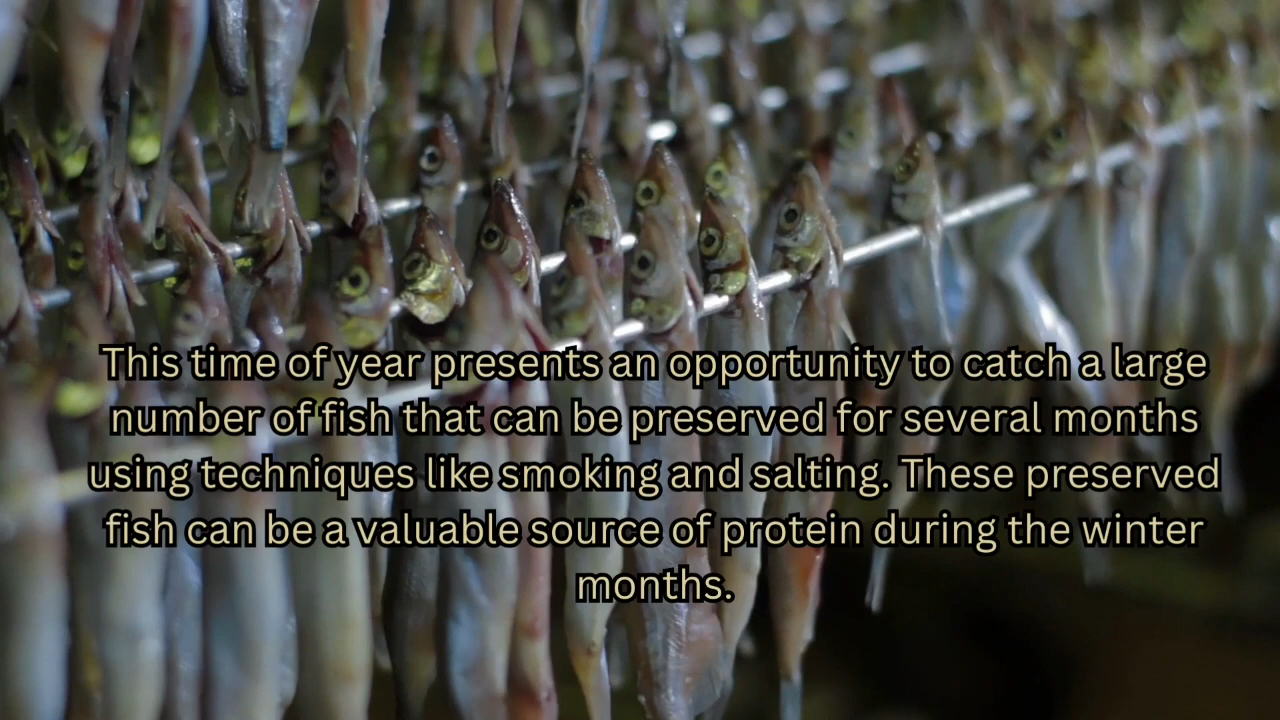 This time of year presents an opportunity to catch a large
number of fish that can be preserved for several months
using techniques like smoking and salting. These preserved
fish can be a valuable source of protein during the winter
months.